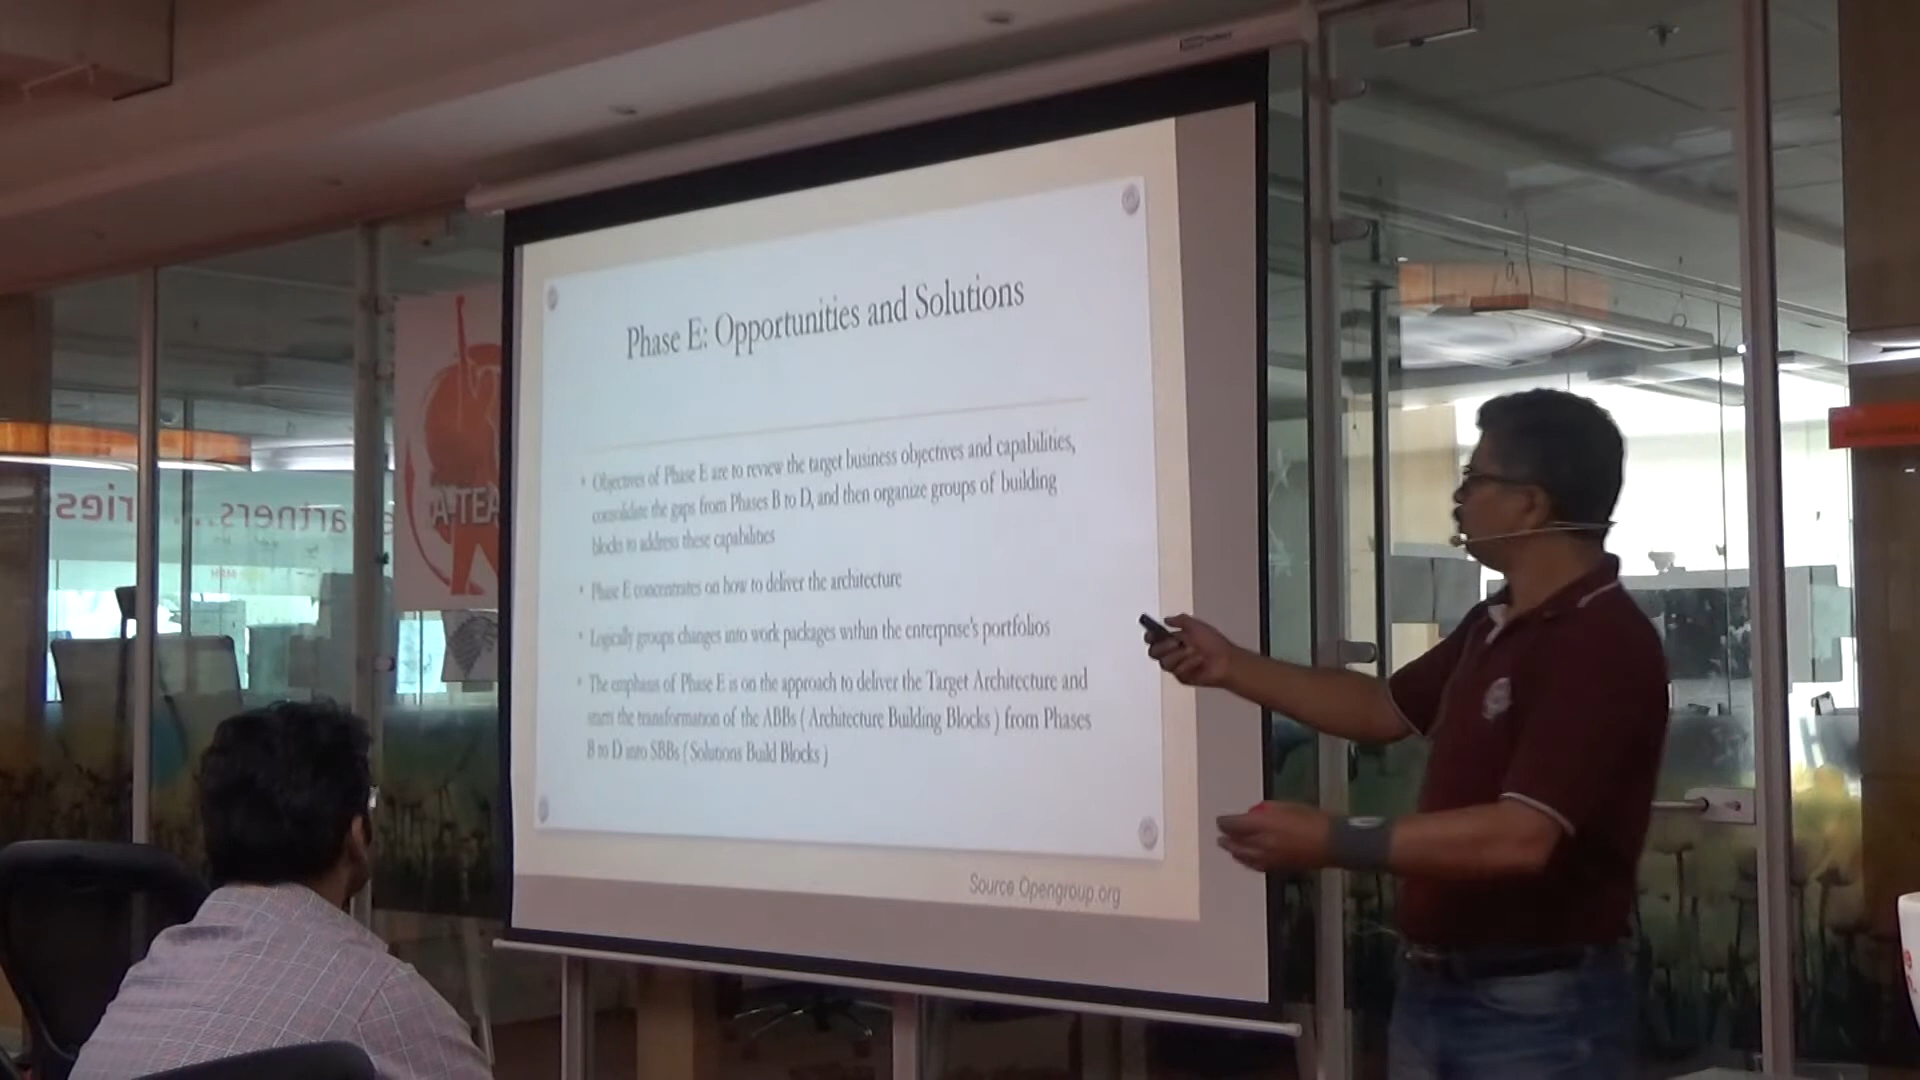 Phase E: Opportunities and Solutions
• Objectives of Phase E are to review the target business objectives and capabilities,
consolidate the gaps from Phases B to D, and then organize groups of building
blocks to address these capabilities
• Phase E concentrates on how to deliver the architecture
• Logically groups changes into work packages within the enterprise's portfolios
• The emphasis of Phase E is on the approach to deliver the Target Architecture and
starts the transformation of the ABBs ( Architecture Building Blocks ) from Phases
B to D into SBBs ( Solutions Build Blocks )
Source Opengroup.org
A-TEA
artners...
ries